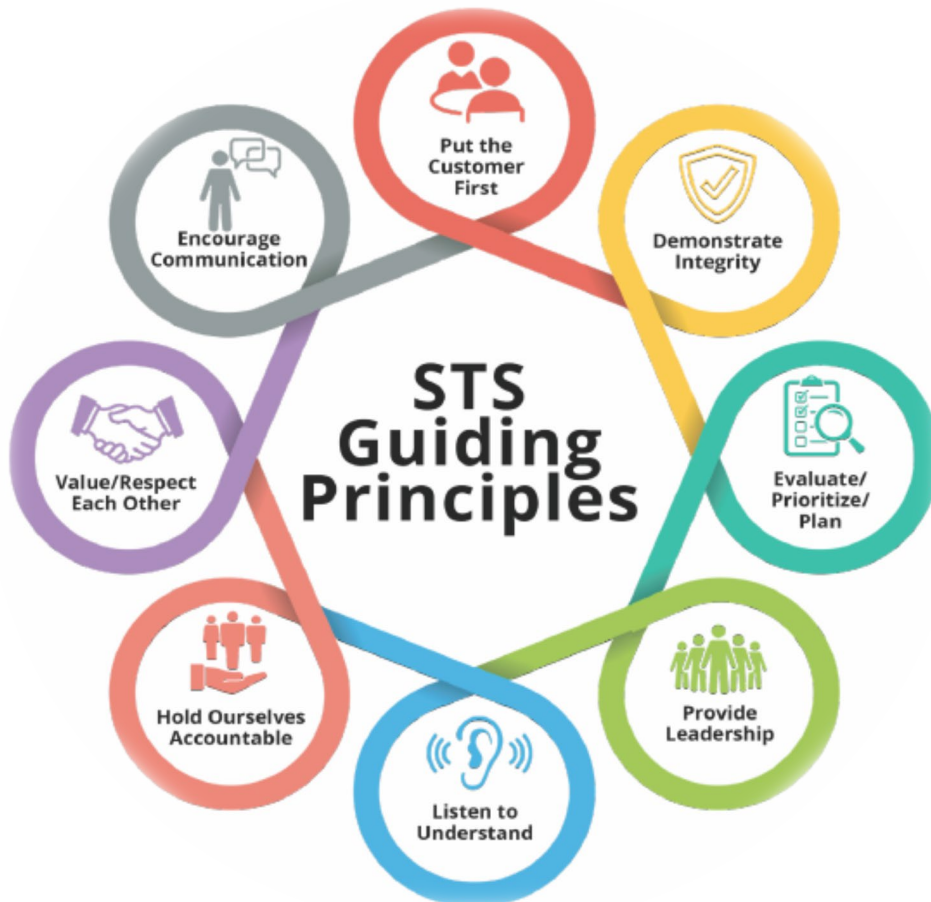 Put the
Customer
First
Demonstrate
Integrity
Evaluate/
Prioritize/
Plan
Provide
Leadership
Listen to
Understand
Hold Ourselves
Accountable
Value/Respect
Each Other
Encourage
Communication
STS
Guiding
Principles